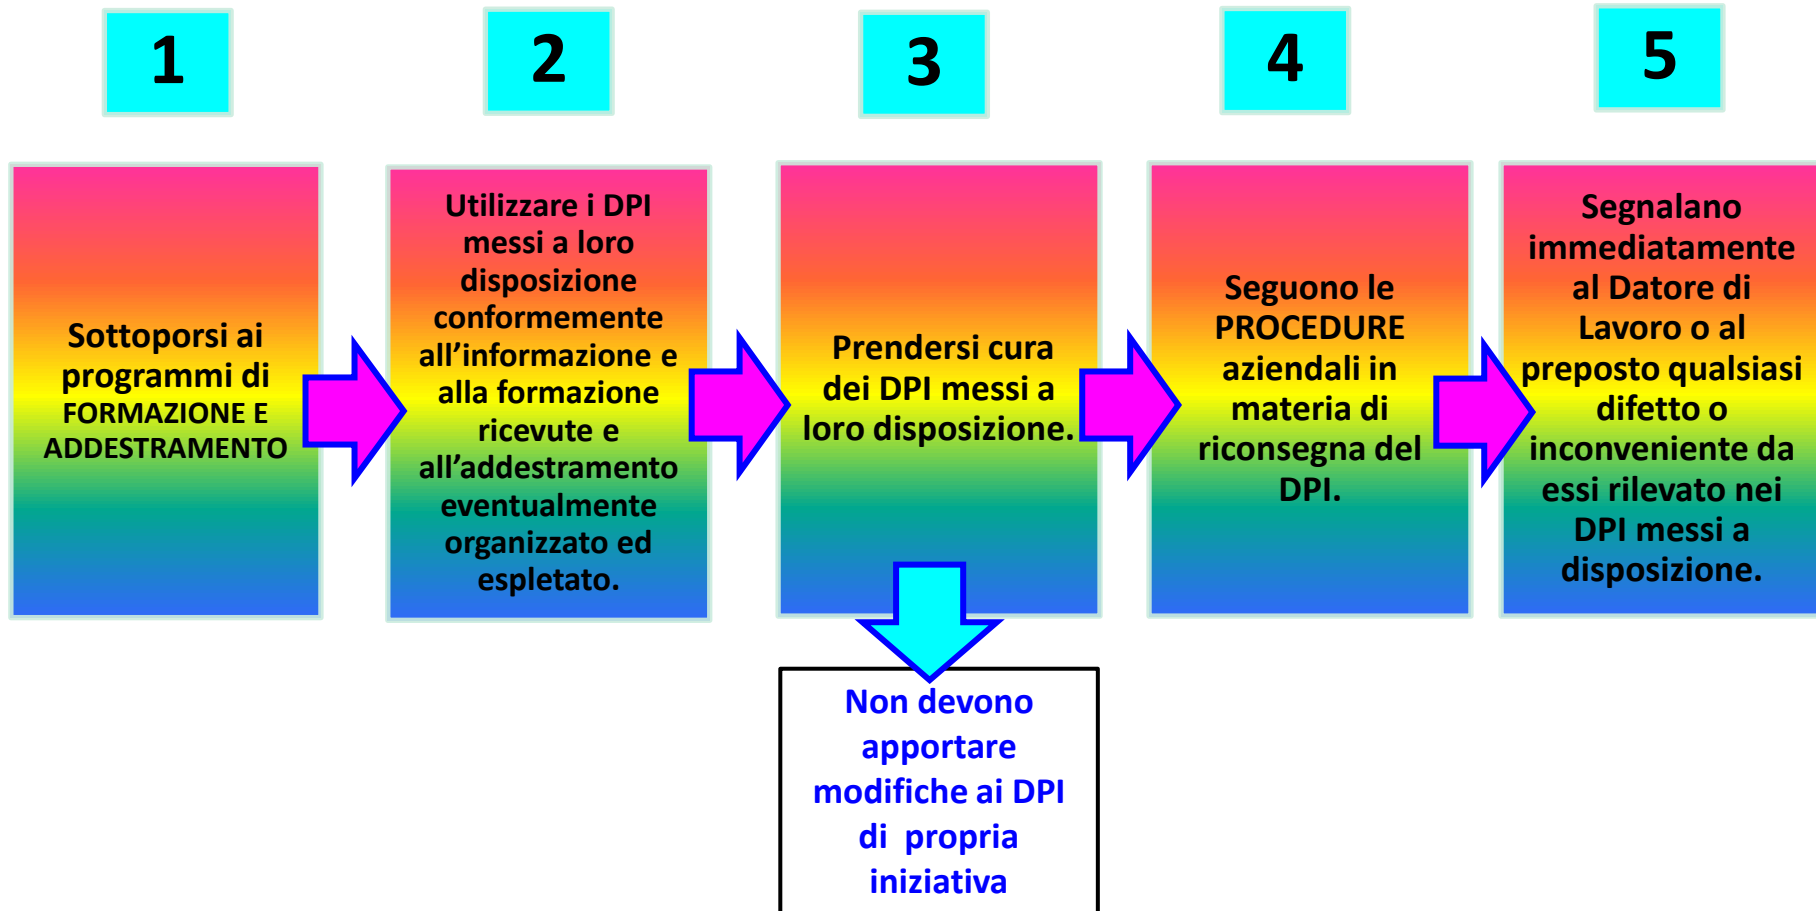 1
Sottoporsi ai
programmi di
FORMAZIONE E
ADDESTRAMENTO
2
Utilizzare i DPI
messi a loro
disposizione
conformemente
all’informazione e
alla formazione
ricevute e
all’addestramento
eventualmente
organizzato ed
espletato.
3
Prendersi cura
dei DPI messi a
loro disposizione.
Non devono
apportare
modifiche ai DPI
di propria
iniziativa
4
Seguono le
PROCEDURE
aziendali in
materia di
riconsegna del
DPI.
5
Segnalano
immediatamente
al Datore di
Lavoro o al
preposto qualsiasi
difetto o
inconveniente da
essi rilevato nei
DPI messi a
disposizione.